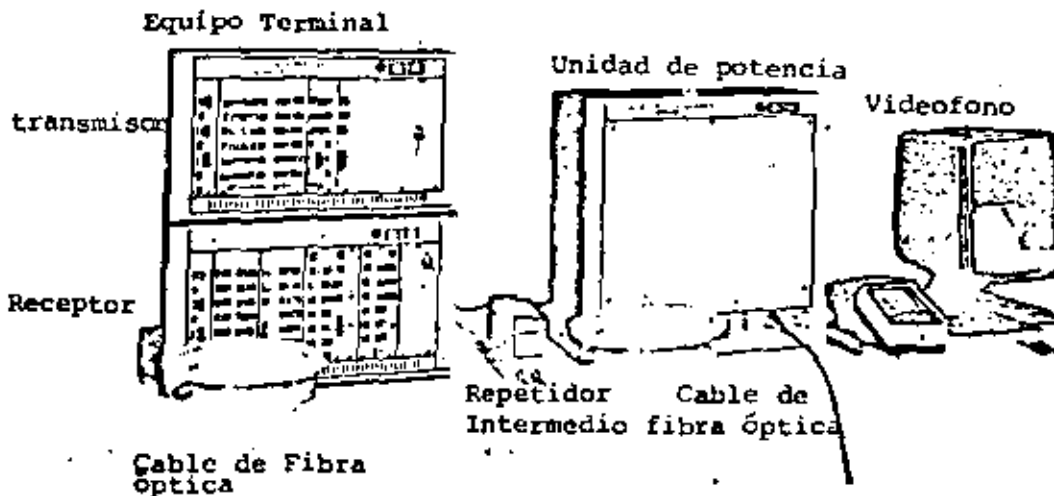 Equipo Terminal
Unidad de potencia
Videofono
transmisor
Receptor
Repetidor
Intermedio
Cable de
fibra óptica
Cable de Fibra
óptica